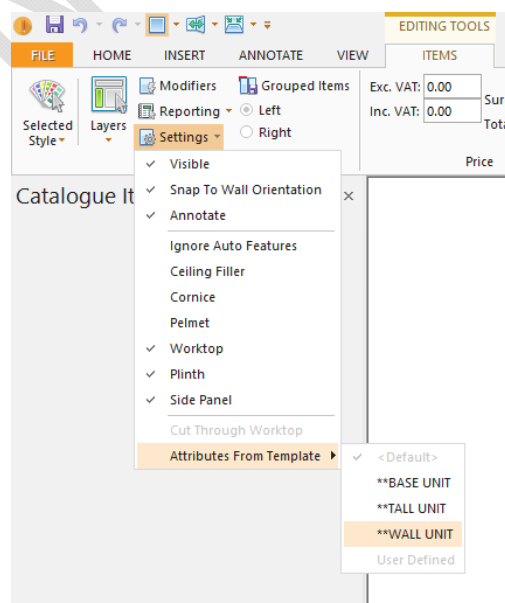 EDITING TOOLS
FILE HOME INSERT ANNOTATE VIEW ITEMS
Modifiers Grouped Items Exc. VAT: 0.00
Reporting Left Inc. VAT: 0.00
Selected Style Layers Settings Right
Price
Catalogue
Visible
Snap To Wall Orientation
Annotate
Ignore Auto Features
Ceiling Filler
Cornice
Pelmet
Worktop
Plinth
Side Panel
Cut Through Worktop
Attributes From Template
<Default>
**BASE UNIT
**TALL UNIT
**WALL UNIT
User Defined